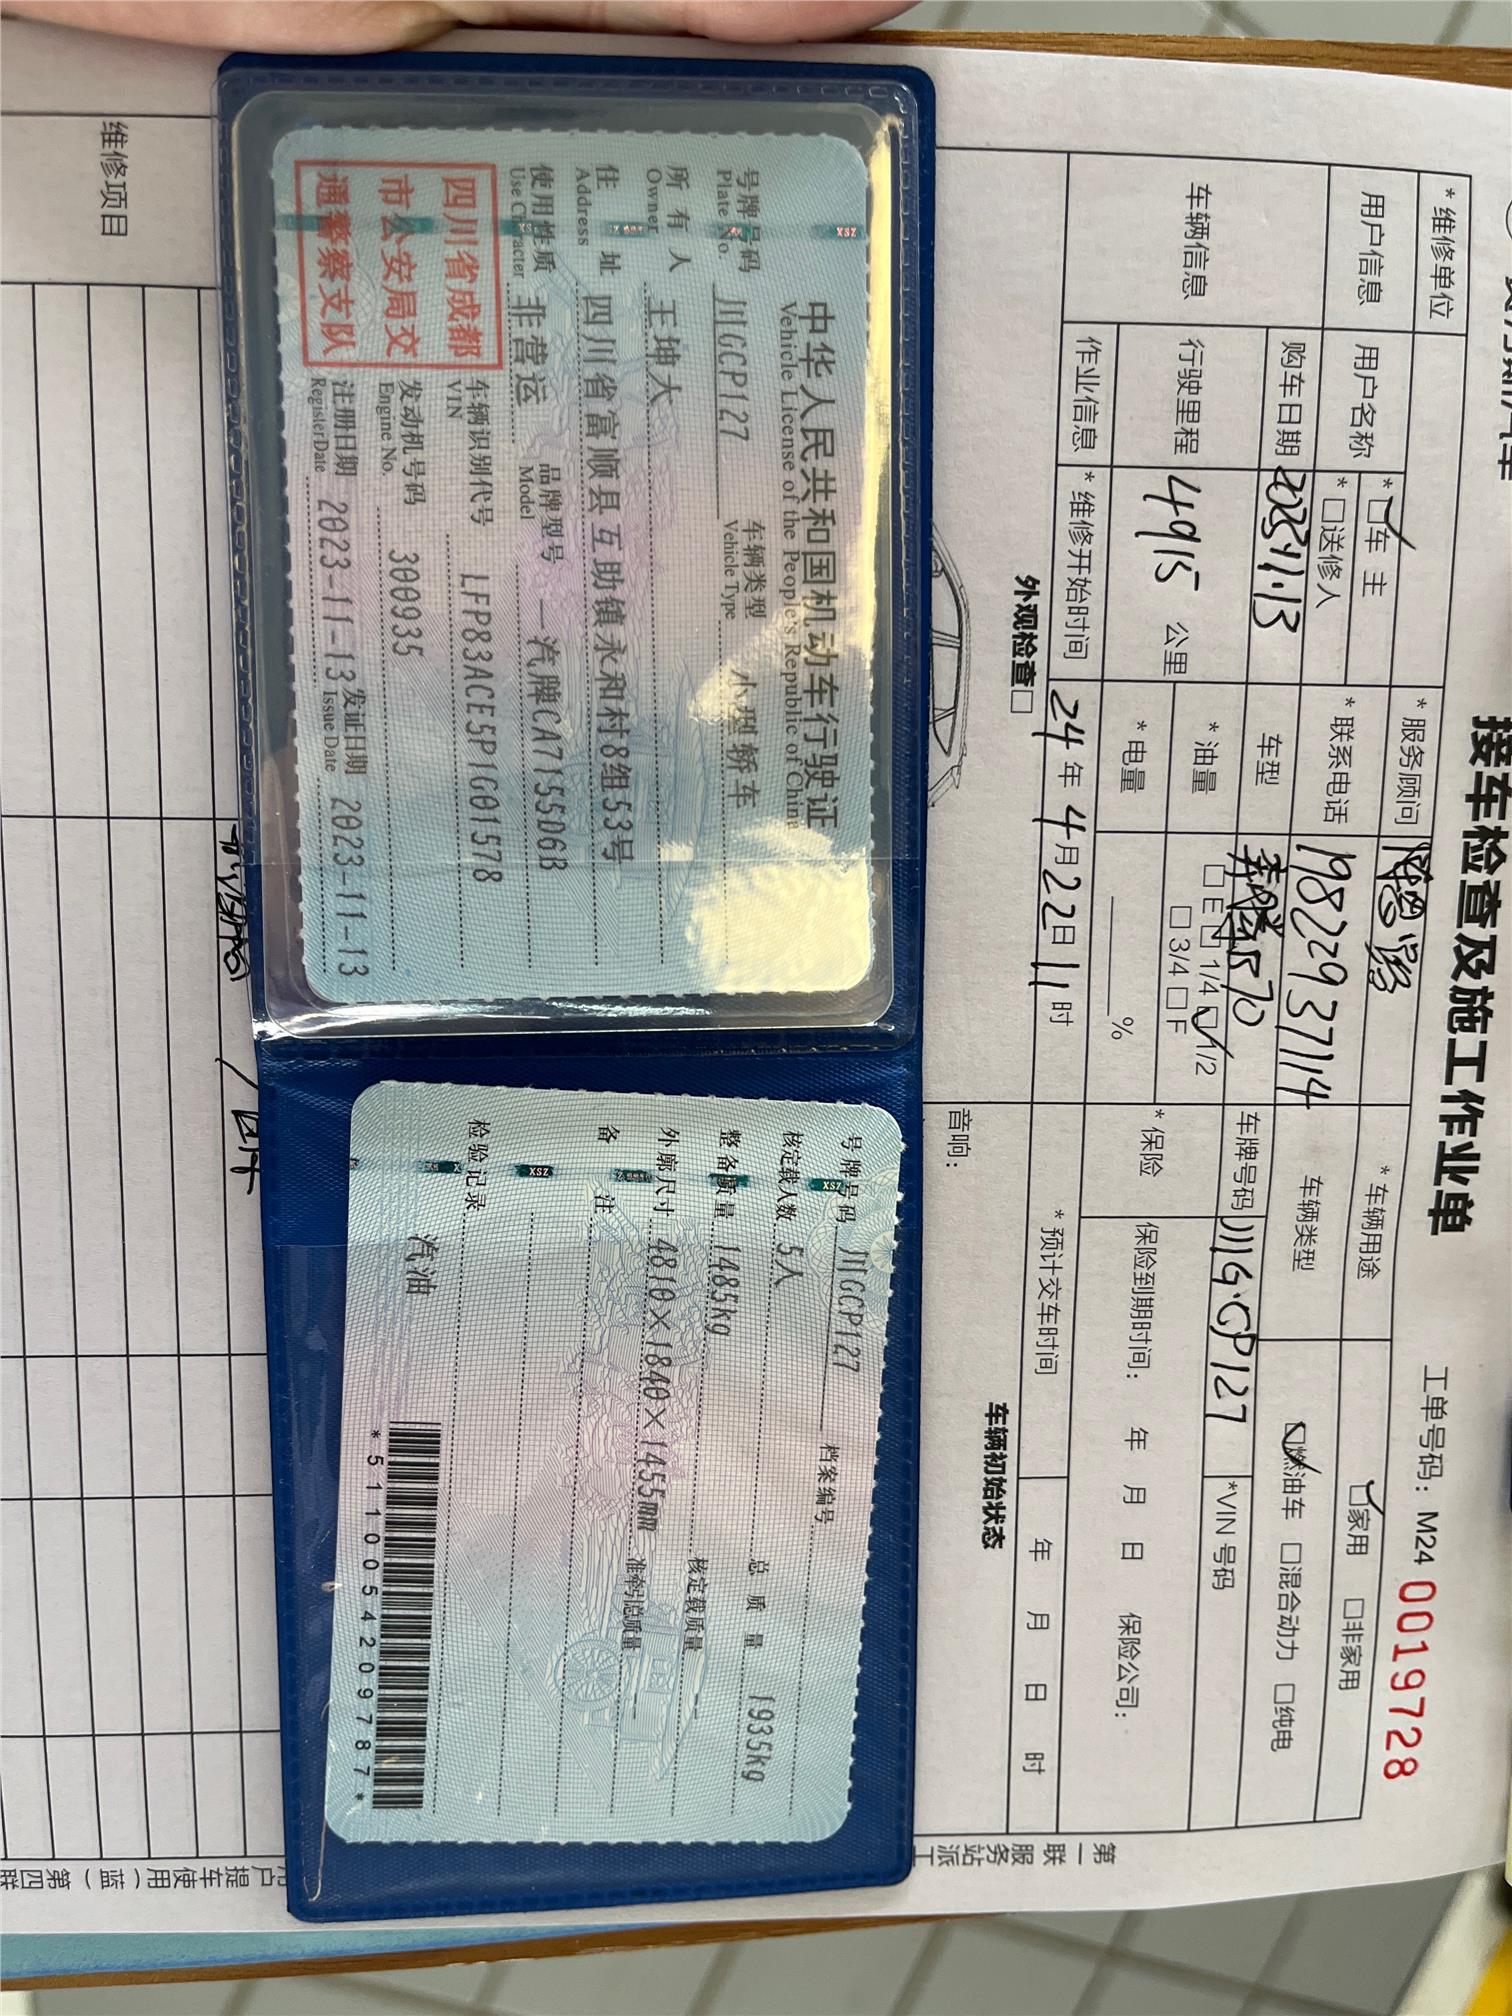 接车检查及施工作业单
工单号码：M24 0019728
*维修单位
*服务顾问
*车辆用途 □家用 □非家用
用户信息 用户名称 *□车 主
*□送修人
*联系电话 19822937114
车辆类型 □燃油车 □混合动力 □纯电
车辆信息 购车日期 2023.11.13 车型 奔腾B70 车牌号码 川G·CP127 *VIN号码
行驶里程 4915 公里 *油量 □E □1/4 □1/2
□3/4 □F
*电量 %
*保险 保险到期时间： 年 月 日 保险公司：
作业信息 *维修开始时间 24年4月22日11时 *预计交车时间 年 月 日 时
外观检查□
车辆初始状态
音响：
第一联 服务站派工
中华人民共和国机动车行驶证
Vehicle License of the People's Republic of China
号牌号码 川GCP127 车辆类型 小型轿车
Plate No. Vehicle Type
所有人 王坤大
Owner
住址 四川省富顺县互助镇永和村8组53号
Address
使用性质 非营运 品牌型号 一汽牌CA7155D6B
Use Character Model
四川省成都
市公安局交
通警察支队
车辆识别代号 LFP83ACE5P1G01578
VIN
发动机号码 300935
Engine No.
注册日期 2023-11-13 发证日期 2023-11-13
Register Date Issue Date
号牌号码 川GCP127 档案编号
核定载人数 5人 总质量 1935kg
整备质量 1485kg 核定载质量 --
外廓尺寸 4810×1840×1455mm 准牵引总质量 --
备注
检验记录 汽油
*5110054209787*
维修项目
户提车使用（蓝）第四联